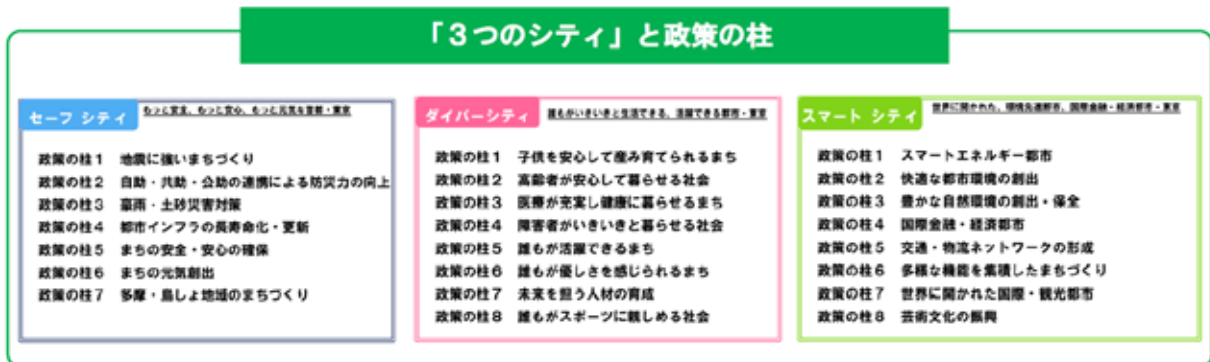 「３つのシティ」と政策の柱
セーフ シティ
もっと安全、もっと安心、もっと元気な首都・東京
政策の柱１ 地震に強いまちづくり
政策の柱２ 自助・共助・公助の連携による防災力の向上
政策の柱３ 豪雨・土砂災害対策
政策の柱４ 都市インフラの長寿命化・更新
政策の柱５ まちの安全・安心の確保
政策の柱６ まちの元気創出
政策の柱７ 多摩・島しょ地域のまちづくり
ダイバーシティ
誰もがいきいきと生活できる、活躍できる都市・東京
政策の柱１ 子供を安心して産み育てられるまち
政策の柱２ 高齢者が安心して暮らせる社会
政策の柱３ 医療が充実し健康に暮らせるまち
政策の柱４ 障害者がいきいきと暮らせる社会
政策の柱５ 誰もが活躍できるまち
政策の柱６ 誰もが優しさを感じられるまち
政策の柱７ 未来を担う人材の育成
政策の柱８ 誰もがスポーツに親しめる社会
スマート シティ
世界に開かれた、環境先進都市、国際金融・経済都市・東京
政策の柱１ スマートエネルギー都市
政策の柱２ 快適な都市環境の創出
政策の柱３ 豊かな自然環境の創出・保全
政策の柱４ 国際金融・経済都市
政策の柱５ 交通・物流ネットワークの形成
政策の柱６ 多様な機能を集積したまちづくり
政策の柱７ 世界に開かれた国際・観光都市
政策の柱８ 芸術文化の振興